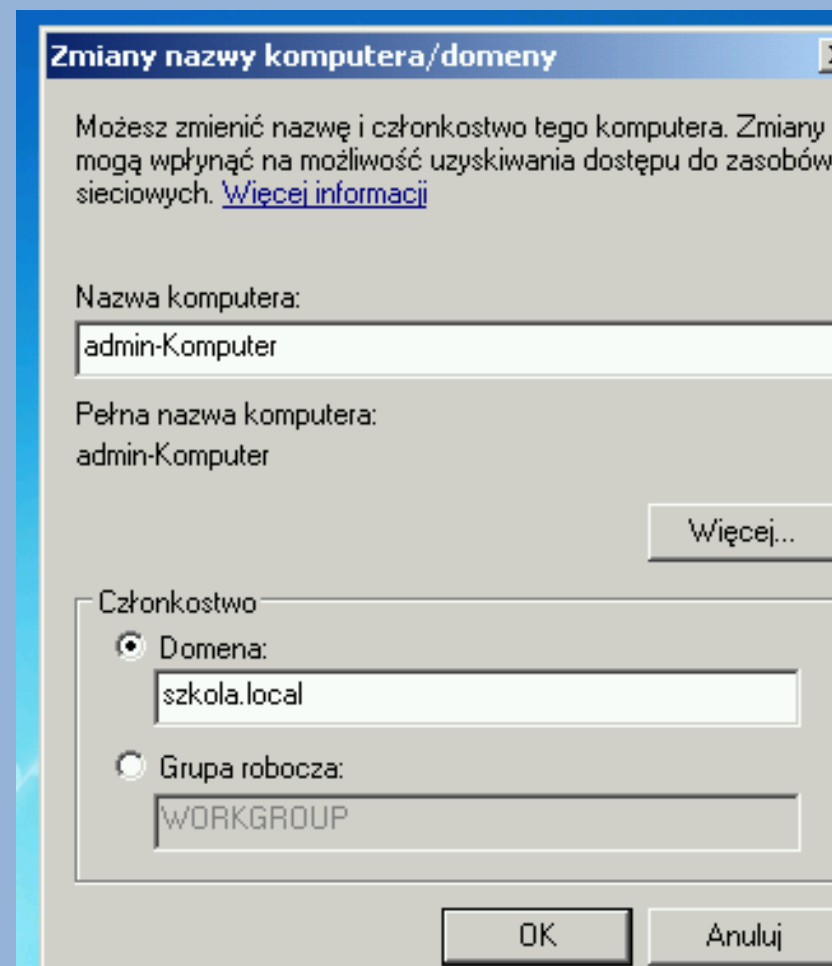 Zmiany nazwy komputera/domeny
Możesz zmienić nazwę i członkostwo tego komputera. Zmiany
mogą wpłynąć na możliwość uzyskiwania dostępu do zasobów
sieciowych. Więcej informacji
Nazwa komputera:
admin-Komputer
Pełna nazwa komputera:
admin-Komputer
Więcej...
Członkostwo
Domena:
szkola.local
Grupa robocza:
WORKGROUP
OK Anuluj